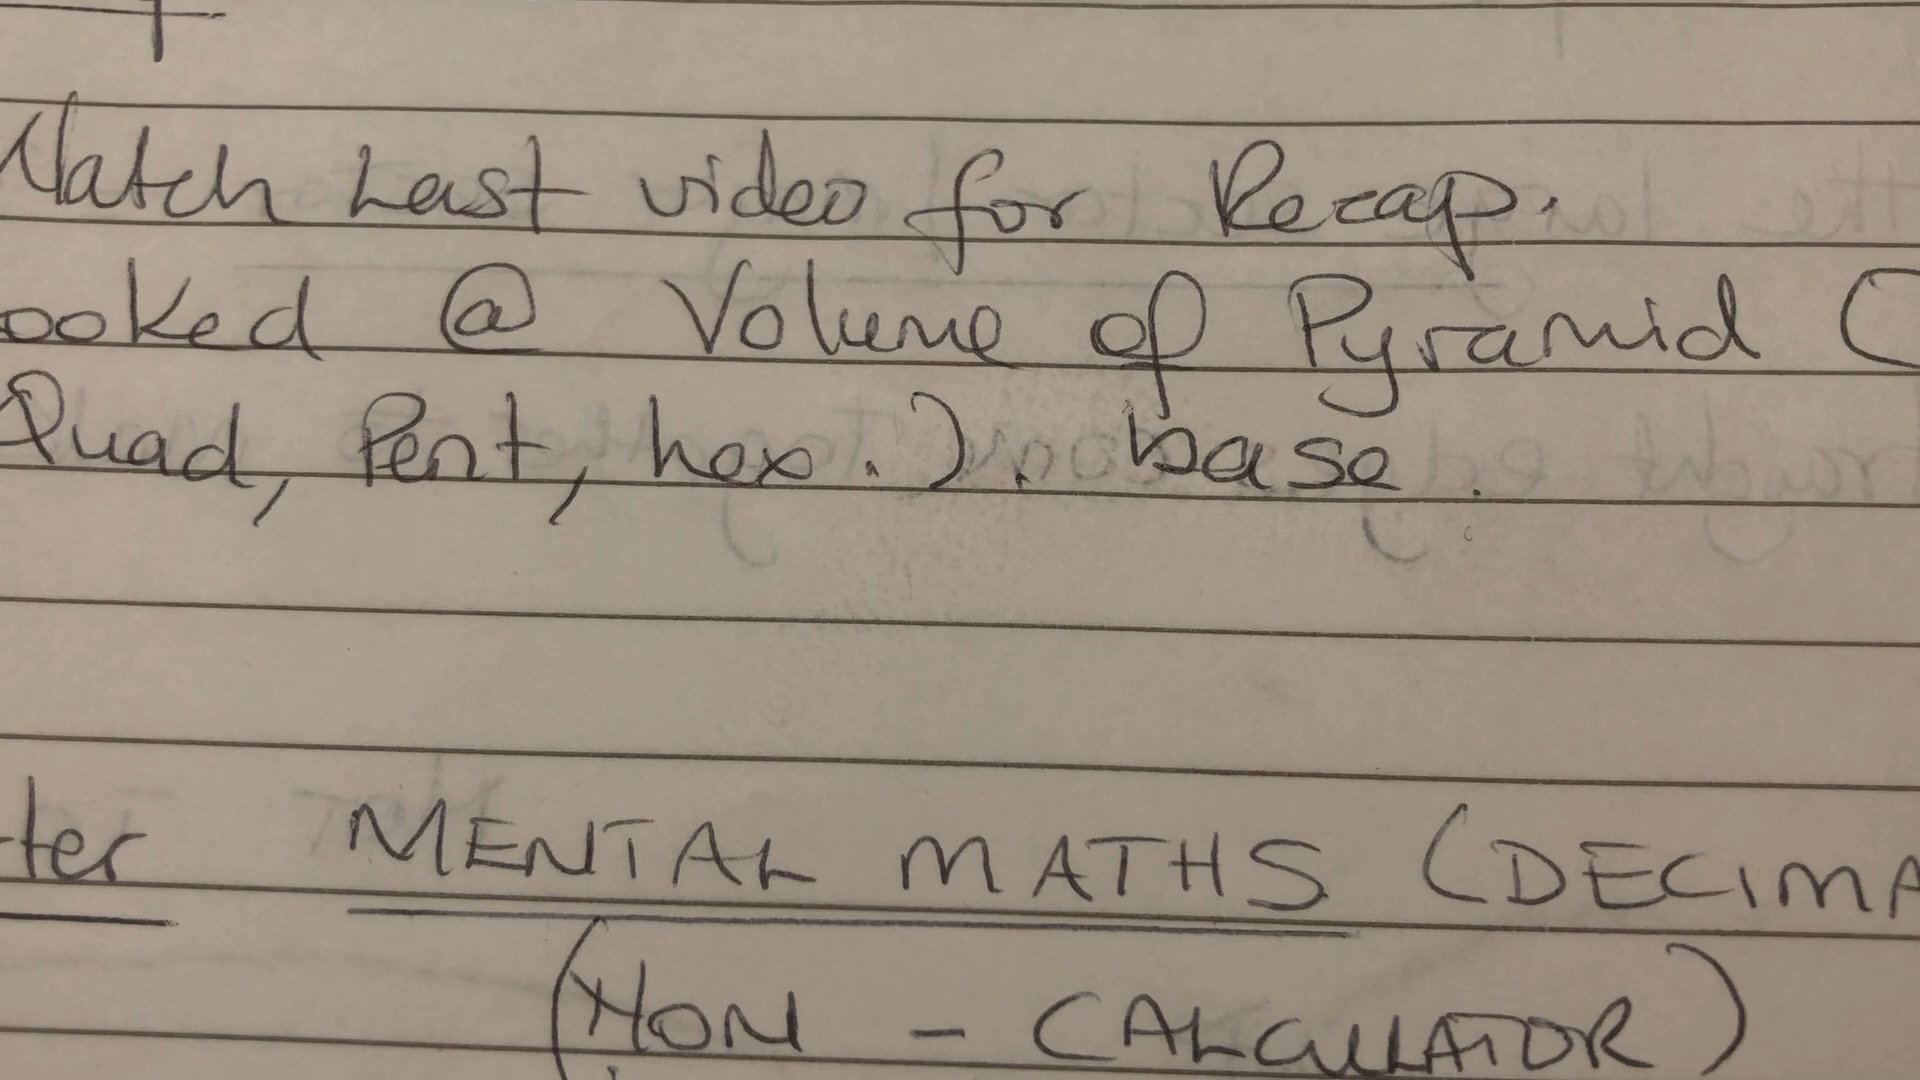 Watch Last video for Recap.
ooked @ Volume of Pyramid (
Quad, Pent, hex.). base.
ter MENTAL MATHS (DECIMA
(NON - CALCULATOR)